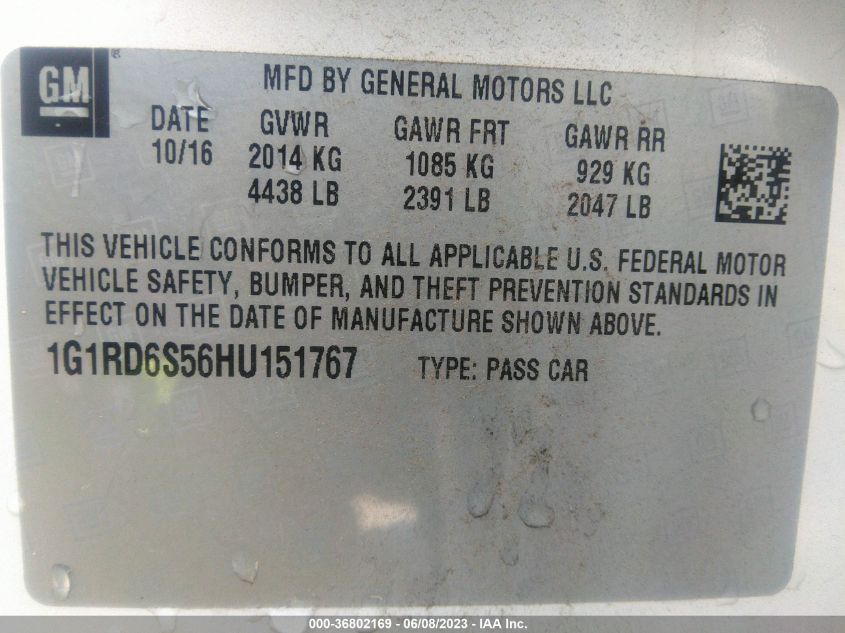 GM ®
MFD BY GENERAL MOTORS LLC
DATE GVWR GAWR FRT GAWR RR
10/16 2014 KG 1085 KG 929 KG
4438 LB 2391 LB 2047 LB
THIS VEHICLE CONFORMS TO ALL APPLICABLE U.S. FEDERAL MOTOR
VEHICLE SAFETY, BUMPER, AND THEFT PREVENTION STANDARDS IN
EFFECT ON THE DATE OF MANUFACTURE SHOWN ABOVE.
1G1RD6S56HU151767 TYPE: PASS CAR
000-36802169 - 06/08/2023 - IAA Inc.